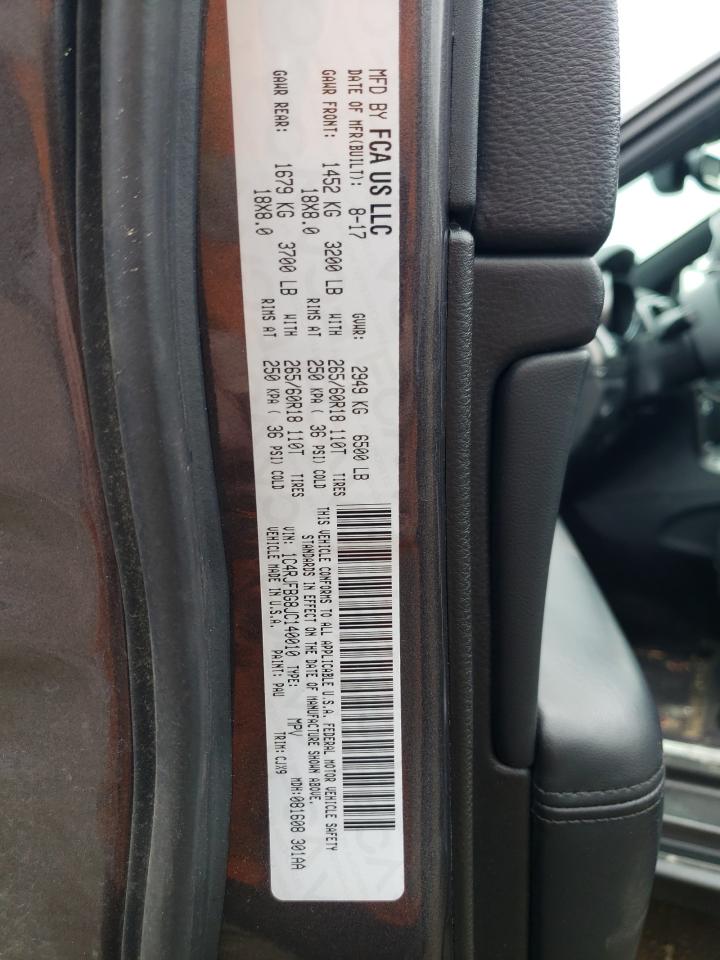 MFD BY FCA US LLC
DATE OF MFR(BUILT): 8-17 GVWR: 2949 KG 6500 LB
GAWR FRONT: 1452 KG 3200 LB WITH 265/60R18 110T TIRES
18X8.0 RIMS AT 250 KPA ( 36 PSI) COLD
GAWR REAR: 1679 KG 3700 LB WITH 265/60R18 110T TIRES
18X8.0 RIMS AT 250 KPA ( 36 PSI) COLD
THIS VEHICLE CONFORMS TO ALL APPLICABLE U.S.A. FEDERAL MOTOR VEHICLE SAFETY
STANDARDS IN EFFECT ON THE DATE OF MANUFACTURE SHOWN ABOVE.
VIN: 1C4RJFBG8JC140010 TYPE: MPV MDH:081608 301AA
VEHICLE MADE IN U.S.A. PAINT: PAU TRIM: CJX9